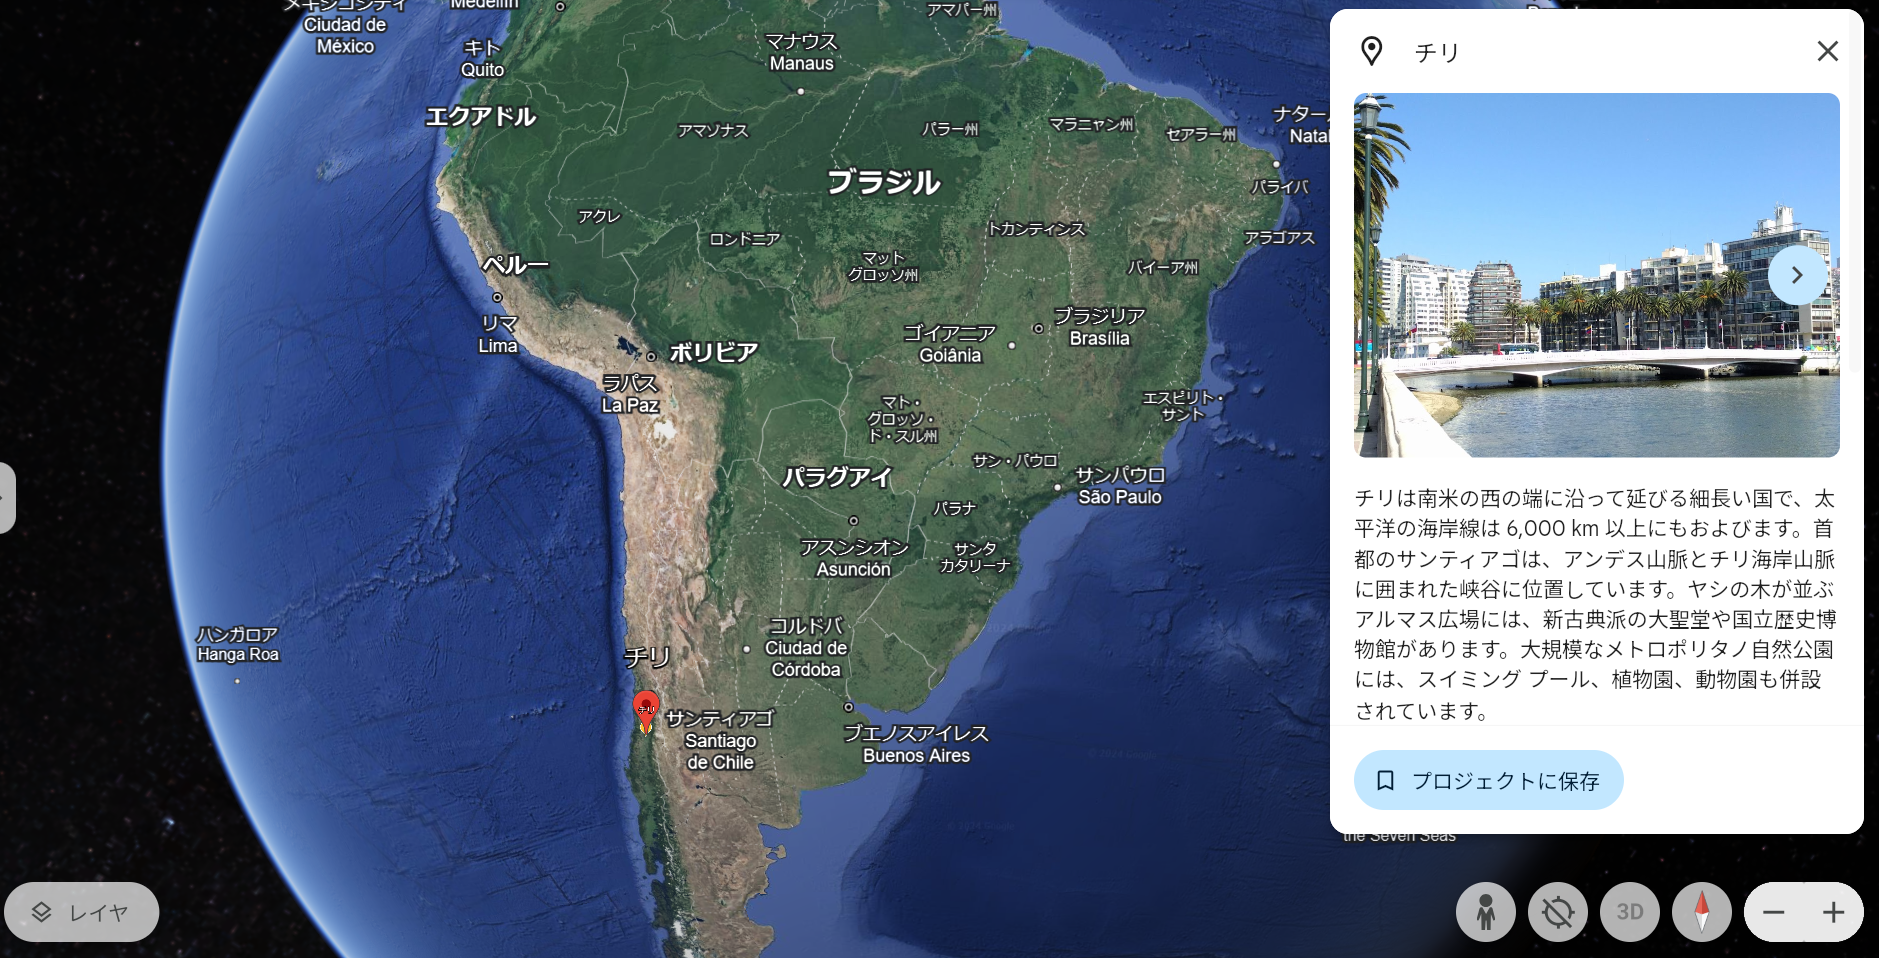 メキシコシティ
Ciudad de
México
Medellín
アマパー州
キト
Quito
マナウス
Manaus
エクアドル
アマゾナス
パラー州
マラニャン州
セアラー州
Natal
ブラジル
パライバ
アクレ
ロンドニア
トカンティンス
アラゴアス
ペルー
マット
グロッソ州
バイーア州
リマ
Lima
ボリビア
ゴイアニア
Goiânia
ブラジリア
Brasília
ラパス
La Paz
マト・
グロッソ・
ド・スル州
エスピリト・
サント
パラグアイ
サン・パウロ
サンパウロ
São Paulo
パラナ
アスンシオン
Asunción
サンタ
カタリーナ
ハンガロア
Hanga Roa
コルドバ
Ciudad de
Córdoba
チリ
チリ
サンティアゴ
Santiago
de Chile
ブエノスアイレス
Buenos Aires
the Seven Seas
レイヤ
3D
チリ
チリは南米の西の端に沿って延びる細長い国で、太
平洋の海岸線は 6,000 km 以上にもおよびます。首
都のサンティアゴは、アンデス山脈とチリ海岸山脈
に囲まれた峡谷に位置しています。ヤシの木が並ぶ
アルマス広場には、新古典派の大聖堂や国立歴史博
物館があります。大規模なメトロポリタノ自然公園
には、スイミング プール、植物園、動物園も併設
されています。
プロジェクトに保存